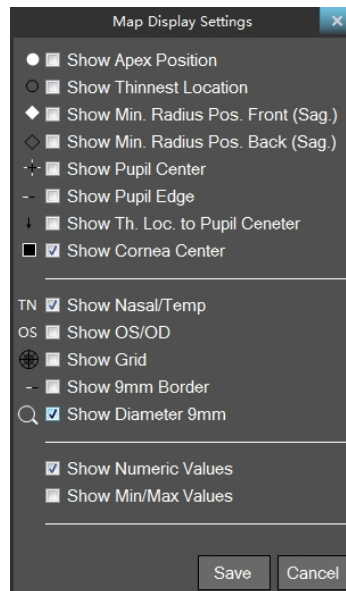 Map Display Settings
Show Apex Position
Show Thinnest Location
Show Min. Radius Pos. Front (Sag.)
Show Min. Radius Pos. Back (Sag.)
Show Pupil Center
Show Pupil Edge
Show Th. Loc. to Pupil Ceneter
Show Cornea Center
TN Show Nasal/Temp
OS Show OS/OD
Show Grid
Show 9mm Border
Show Diameter 9mm
Show Numeric Values
Show Min/Max Values
Save Cancel